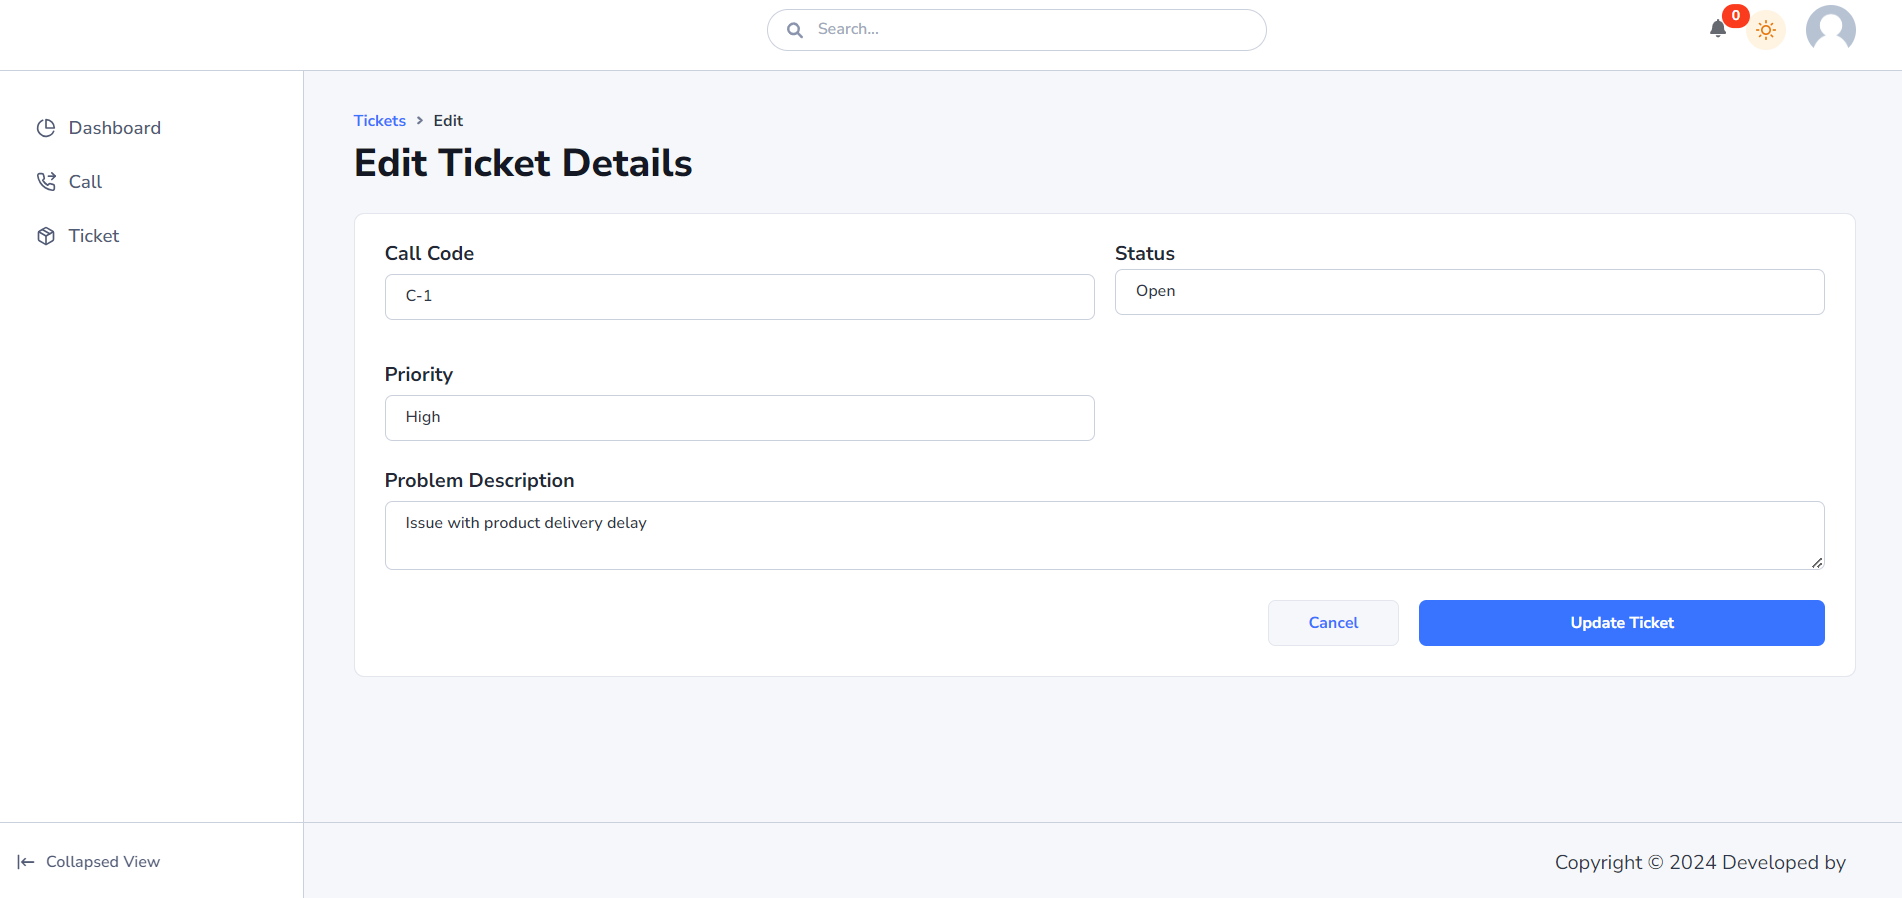 Search...
0
Dashboard
Call
Ticket
Tickets > Edit
Edit Ticket Details
Call Code
C-1
Status
Open
Priority
High
Problem Description
Issue with product delivery delay
Cancel
Update Ticket
Collapsed View
Copyright © 2024 Developed by